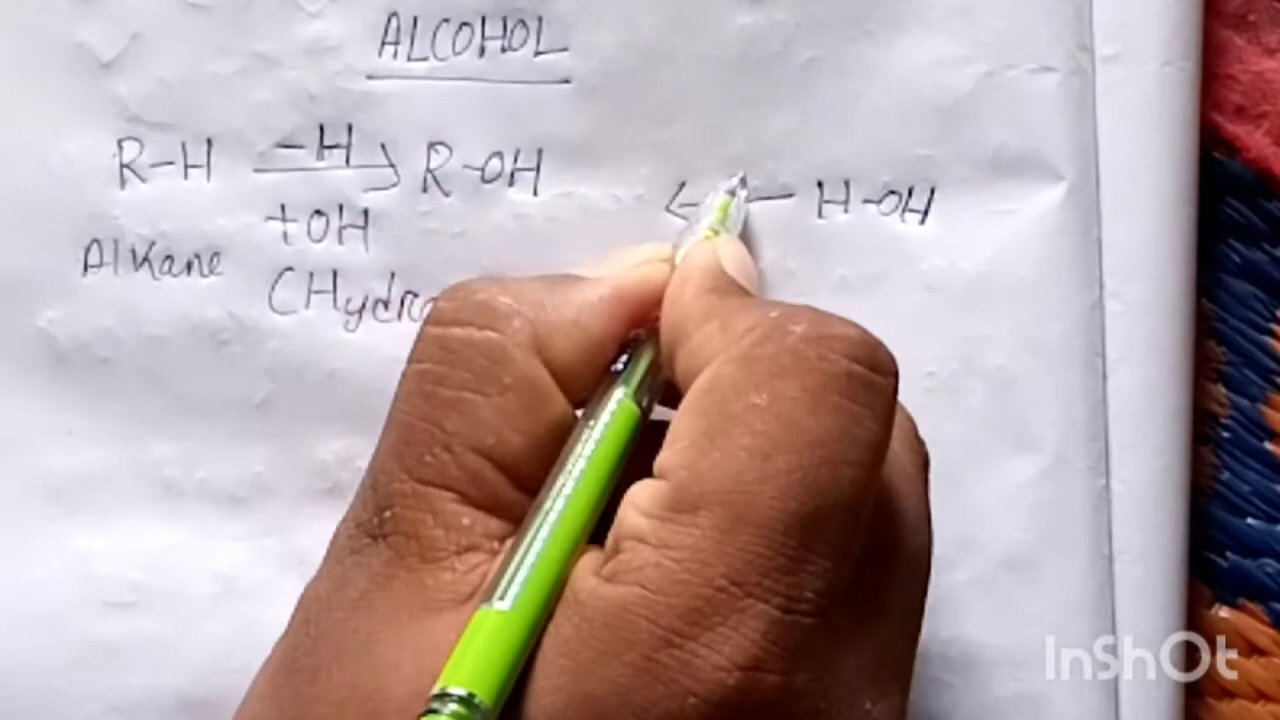 ALCOHOL
R-H -H → R-OH ← H-OH
+OH
Alkane
InShOt